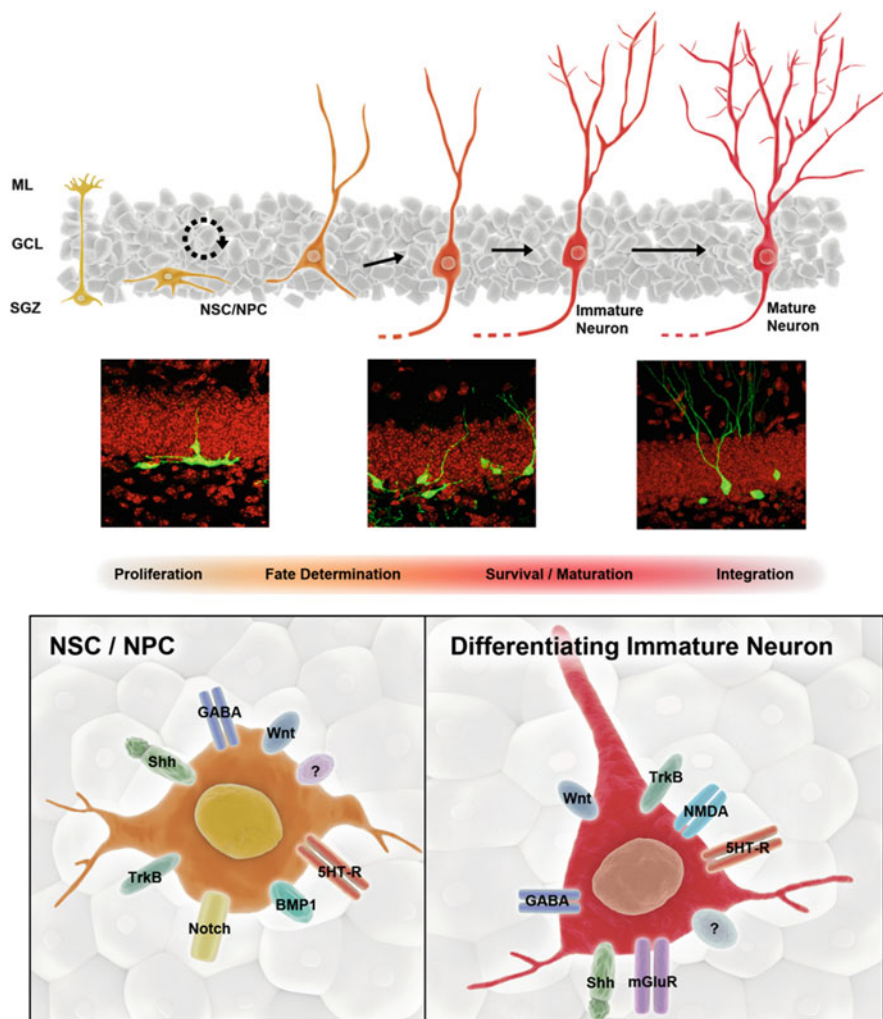 ML
GCL
SGZ
NSC/NPC
Immature
Neuron
Mature
Neuron
Proliferation Fate Determination Survival / Maturation Integration
NSC / NPC
GABA
Wnt
Shh
?
TrkB
5HT-R
BMP1
Notch
Differentiating Immature Neuron
TrkB
Wnt
NMDA
5HT-R
GABA
?
Shh
mGluR